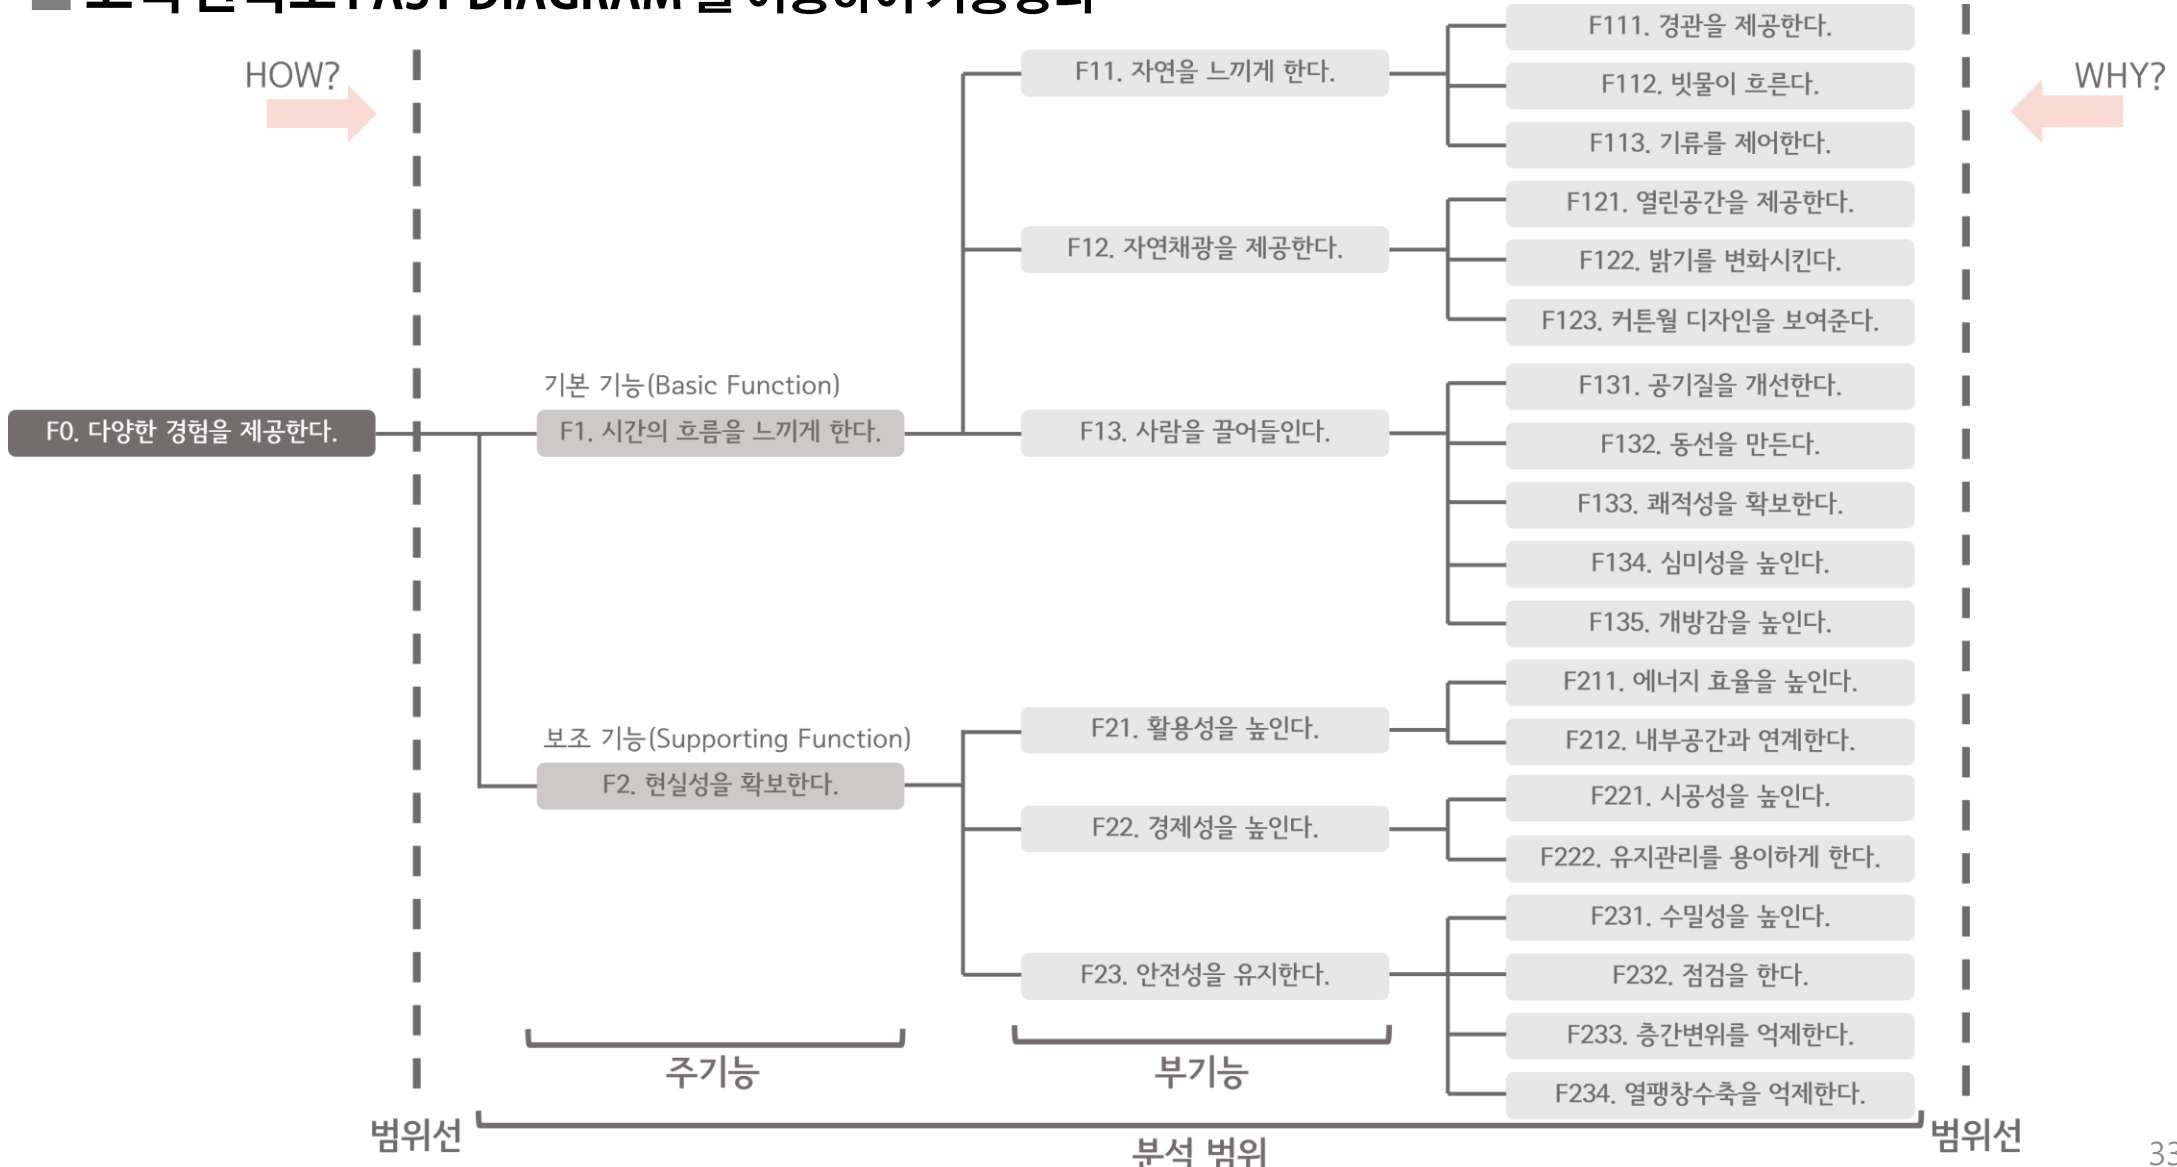 FAST DIAGRAM 을 이용하여 기능정의
HOW?
WHY?
F0. 다양한 경험을 제공한다.
기본 기능(Basic Function)
F1. 시간의 흐름을 느끼게 한다.
보조 기능(Supporting Function)
F2. 현실성을 확보한다.
F11. 자연을 느끼게 한다.
F12. 자연채광을 제공한다.
F13. 사람을 끌어들인다.
F21. 활용성을 높인다.
F22. 경제성을 높인다.
F23. 안전성을 유지한다.
F111. 경관을 제공한다.
F112. 빗물이 흐른다.
F113. 기류를 제어한다.
F121. 열린공간을 제공한다.
F122. 밝기를 변화시킨다.
F123. 커튼월 디자인을 보여준다.
F131. 공기질을 개선한다.
F132. 동선을 만든다.
F133. 쾌적성을 확보한다.
F134. 심미성을 높인다.
F135. 개방감을 높인다.
F211. 에너지 효율을 높인다.
F212. 내부공간과 연계한다.
F221. 시공성을 높인다.
F222. 유지관리를 용이하게 한다.
F231. 수밀성을 높인다.
F232. 점검을 한다.
F233. 층간변위를 억제한다.
F234. 열팽창수축을 억제한다.
주기능
부기능
범위선
분석 범위
범위선
33